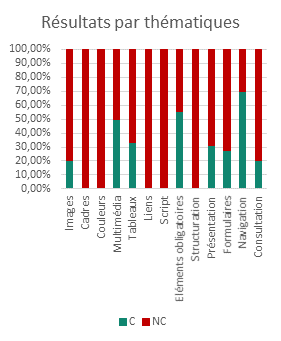 Résultats par thématiques
100,00%
90,00%
80,00%
70,00%
60,00%
50,00%
40,00%
30,00%
20,00%
10,00%
0,00%
Images
Cadres
Couleurs
Multimédia
Tableaux
Liens
Script
Eléments obligatoires
Structuration
Présentation
Formulaires
Navigation
Consultation
C NC